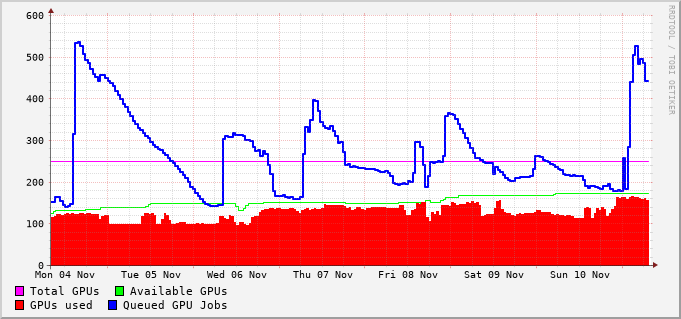 600
500
400
300
200
100
0
Mon 04 Nov Tue 05 Nov Wed 06 Nov Thu 07 Nov Fri 08 Nov Sat 09 Nov Sun 10 Nov
Total GPUs Available GPUs
GPUs used Queued GPU Jobs
RRDTOOL / TOBI OETIKER